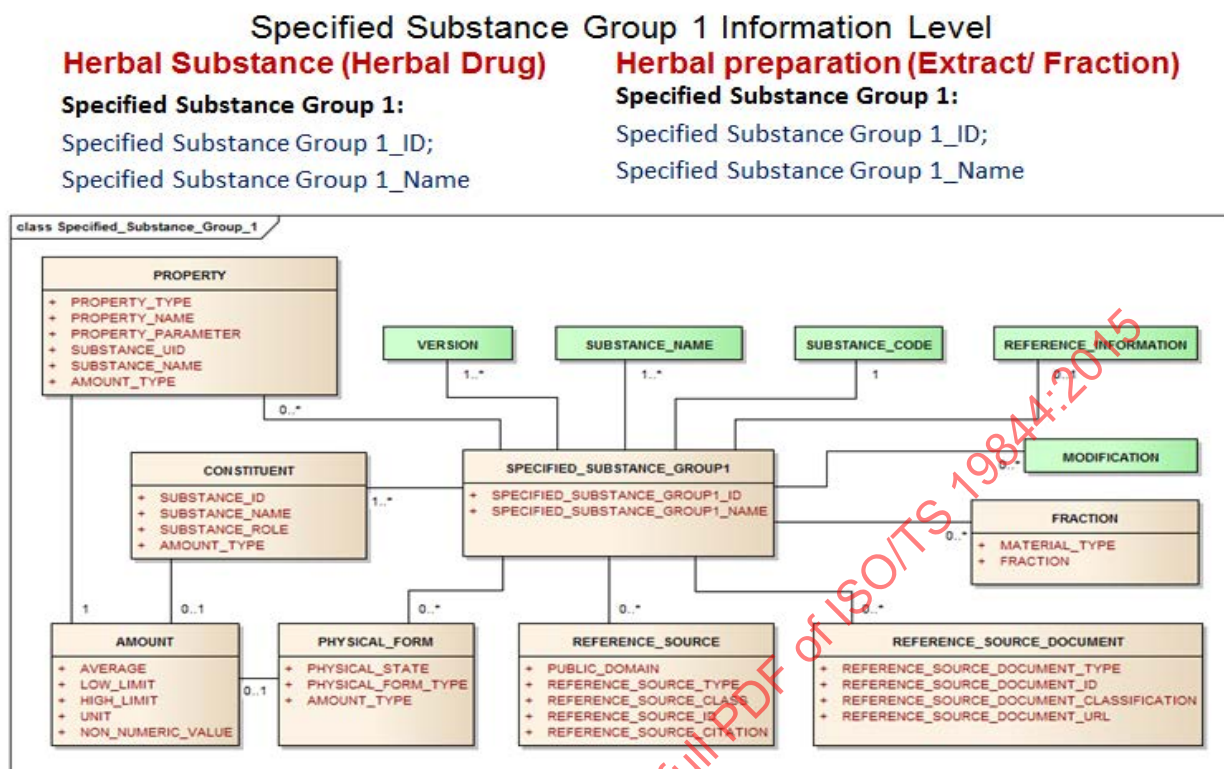 Specified Substance Group 1 Information Level
Herbal Substance (Herbal Drug)
Specified Substance Group 1:
Specified Substance Group 1_ID;
Specified Substance Group 1_Name
Herbal preparation (Extract/ Fraction)
Specified Substance Group 1:
Specified Substance Group 1_ID;
Specified Substance Group 1_Name
class Specified_Substance_Group_1
PROPERTY
+ PROPERTY_TYPE
+ PROPERTY_NAME
+ PROPERTY_PARAMETER
+ SUBSTANCE_UID
+ SUBSTANCE_NAME
+ AMOUNT_TYPE
VERSION
SUBSTANCE_NAME
SUBSTANCE_CODE
REFERENCE_INFORMATION
1..*
1..*
1
0..1
0..*
CONSTITUENT
+ SUBSTANCE_ID
+ SUBSTANCE_NAME
+ SUBSTANCE_ROLE
+ AMOUNT_TYPE
1..*
SPECIFIED_SUBSTANCE_GROUP1
+ SPECIFIED_SUBSTANCE_GROUP1_ID
+ SPECIFIED_SUBSTANCE_GROUP1_NAME
MODIFICATION
0..*
FRACTION
+ MATERIAL_TYPE
+ FRACTION
0..*
1
0..1
0..*
0..*
0..*
AMOUNT
+ AVERAGE
+ LOW_LIMIT
+ HIGH_LIMIT
+ UNIT
+ NON_NUMERIC_VALUE
0..1
PHYSICAL_FORM
+ PHYSICAL_STATE
+ PHYSICAL_FORM_TYPE
+ AMOUNT_TYPE
REFERENCE_SOURCE
+ PUBLIC_DOMAIN
+ REFERENCE_SOURCE_TYPE
+ REFERENCE_SOURCE_CLASS
+ REFERENCE_SOURCE_ID
+ REFERENCE_SOURCE_CITATION
REFERENCE_SOURCE_DOCUMENT
+ REFERENCE_SOURCE_DOCUMENT_TYPE
+ REFERENCE_SOURCE_DOCUMENT_ID
+ REFERENCE_SOURCE_DOCUMENT_CLASSIFICATION
+ REFERENCE_SOURCE_DOCUMENT_URL
full PDF of ISO/TS 19844:2015